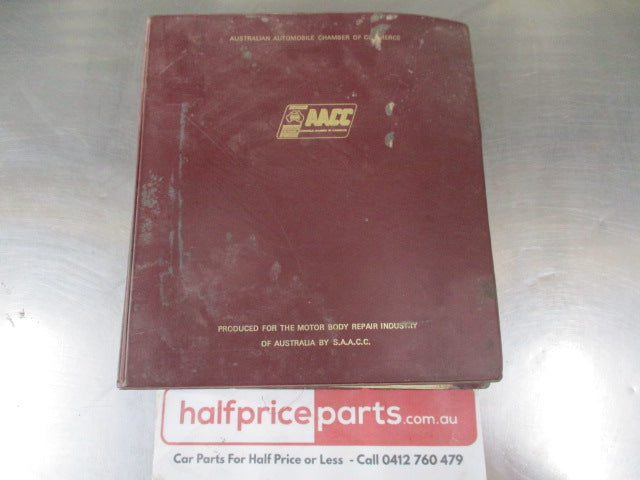 AUSTRALIAN AUTOMOBILE CHAMBER OF COMMERCE
AACC
PRODUCED FOR THE MOTOR BODY REPAIR INDUSTRY
OF AUSTRALIA BY S.A.A.C.C.
halfpriceparts.com.au
Car Parts For Half Price or Less - Call 0412 760 479